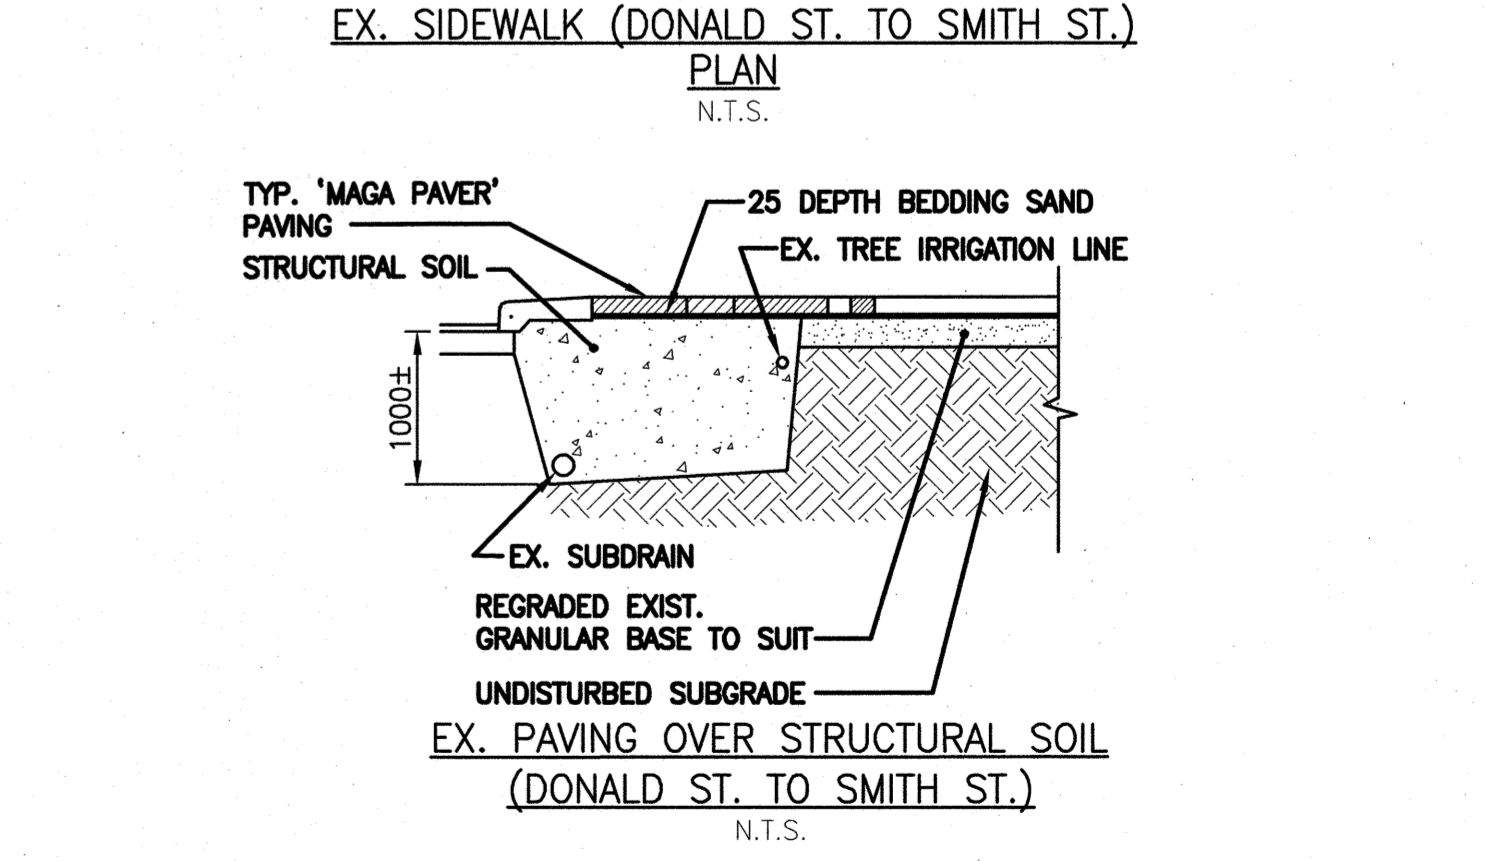 EX. SIDEWALK (DONALD ST. TO SMITH ST.)
PLAN
N.T.S.
TYP. 'MAGA PAVER'
PAVING
STRUCTURAL SOIL
25 DEPTH BEDDING SAND
EX. TREE IRRIGATION LINE
1000±
EX. SUBDRAIN
REGRADED EXIST.
GRANULAR BASE TO SUIT
UNDISTURBED SUBGRADE
EX. PAVING OVER STRUCTURAL SOIL
(DONALD ST. TO SMITH ST.)
N.T.S.